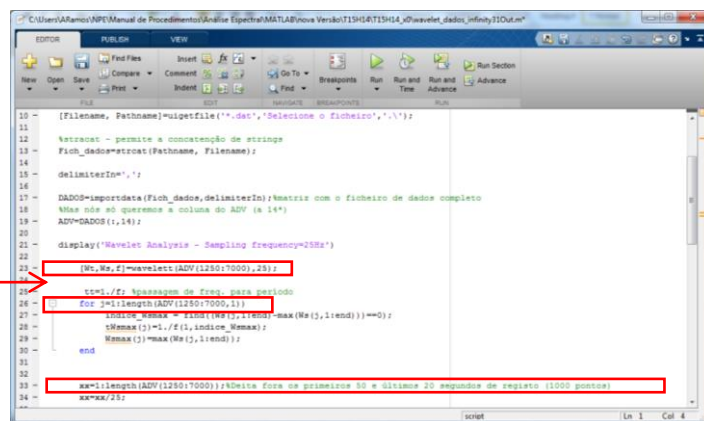 C:\Users\ARamos\NPE\Manual de Procedimentos\Análise Espectral\MATLAB\nova Versão\T15H14\T15H14_x0\wavelet_dados_infinity31Out.m*
EDITOR PUBLISH VIEW
New Open Save Find Files Compare Print Insert fx Comment Indent Go To Find Breakpoints Run Run and Time Run and Advance Run Section Advance
FILE EDIT NAVIGATE BREAKPOINTS RUN
10 - [Filename, Pathname]=uigetfile('*.dat','Selecione o ficheiro','.\');
11
12 %stracat - permite a concatenção de strings
13 - Fich_dados=strcat(Pathname, Filename);
14
15 - delimiterIn=',';
16
17 - DADOS=importdata(Fich_dados,delimiterIn);%matriz com o ficheiro de dados completo
18 %Mas nós só queremos a coluna do ADV (a 14ª)
19 - ADV=DADOS(:,14);
20
21 - display('Wavelet Analysis - Sampling frequency=25Hz')
22
23 - [Wt,Ws,f]=wavelett(ADV(1250:7000),25);
24
25 - tt=1./f; %passagem de freq. para período
26 - for j=1:length(ADV(1250:7000,1))
27 - indice_Wsmax = find((Ws(j,1:end)-max(Ws(j,1:end)))==0);
28 - tWsmax(j)=1./f(1,indice_Wsmax);
29 - Wsmax(j)=max(Ws(j,1:end));
30 - end
31
32
33 - xx=1:length(ADV(1250:7000));%Deita fora os primeiros 50 e últimos 20 segundos de registo (1000 pontos)
34 - xx=xx/25;
script Ln 1 Col 4